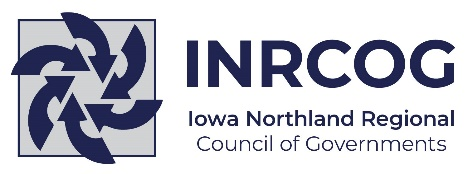 INRCOG
Iowa Northland Regional
Council of Governments